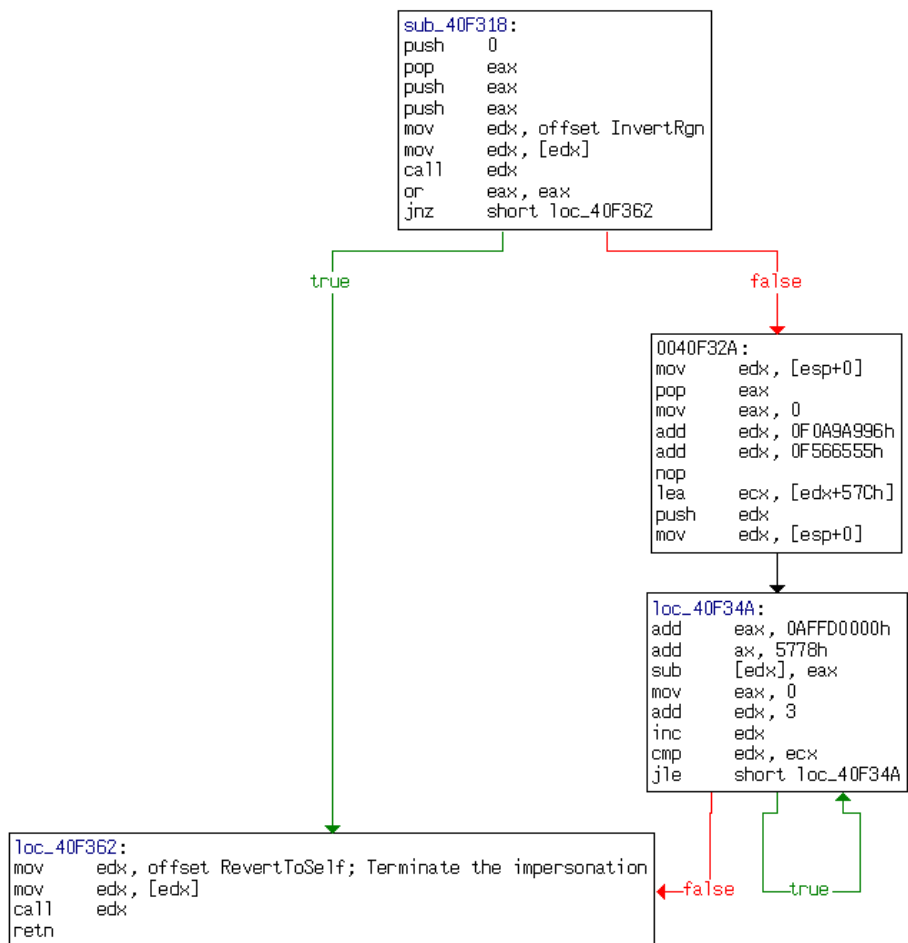 sub_40F318:
push 0
pop eax
push eax
push eax
mov edx, offset InvertRgn
mov edx, [edx]
call edx
or eax, eax
jnz short loc_40F362
true
false
0040F32A:
mov edx, [esp+0]
pop eax
mov eax, 0
add edx, 0F0A9A996h
add edx, 0F566555h
nop
lea ecx, [edx+57Ch]
push edx
mov edx, [esp+0]
loc_40F34A:
add eax, 0AFFD0000h
add ax, 5778h
sub [edx], eax
mov eax, 0
add edx, 3
inc edx
cmp edx, ecx
jle short loc_40F34A
false
true
loc_40F362:
mov edx, offset RevertToSelf; Terminate the impersonation
mov edx, [edx]
call edx
retn